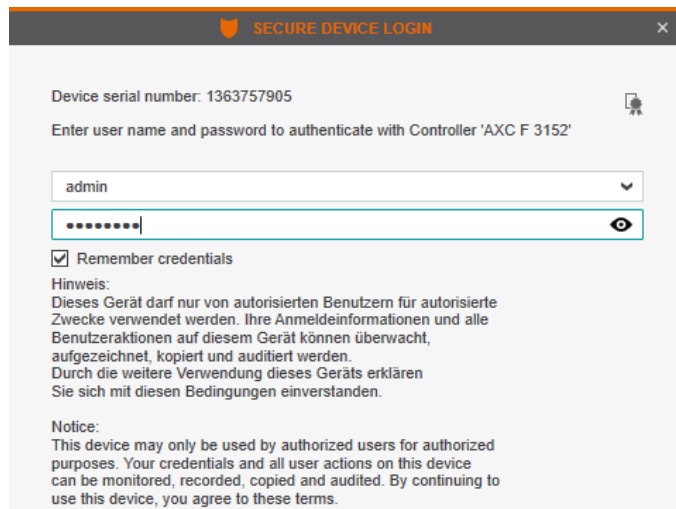 SECURE DEVICE LOGIN
Device serial number: 1363757905
Enter user name and password to authenticate with Controller 'AXC F 3152'
admin
••••••••
Remember credentials
Hinweis:
Dieses Gerät darf nur von autorisierten Benutzern für autorisierte
Zwecke verwendet werden. Ihre Anmeldeinformationen und alle
Benutzeraktionen auf diesem Gerät können überwacht,
aufgezeichnet, kopiert und auditiert werden.
Durch die weitere Verwendung dieses Geräts erklären
Sie sich mit diesen Bedingungen einverstanden.
Notice:
This device may only be used by authorized users for authorized
purposes. Your credentials and all user actions on this device
can be monitored, recorded, copied and audited. By continuing to
use this device, you agree to these terms.